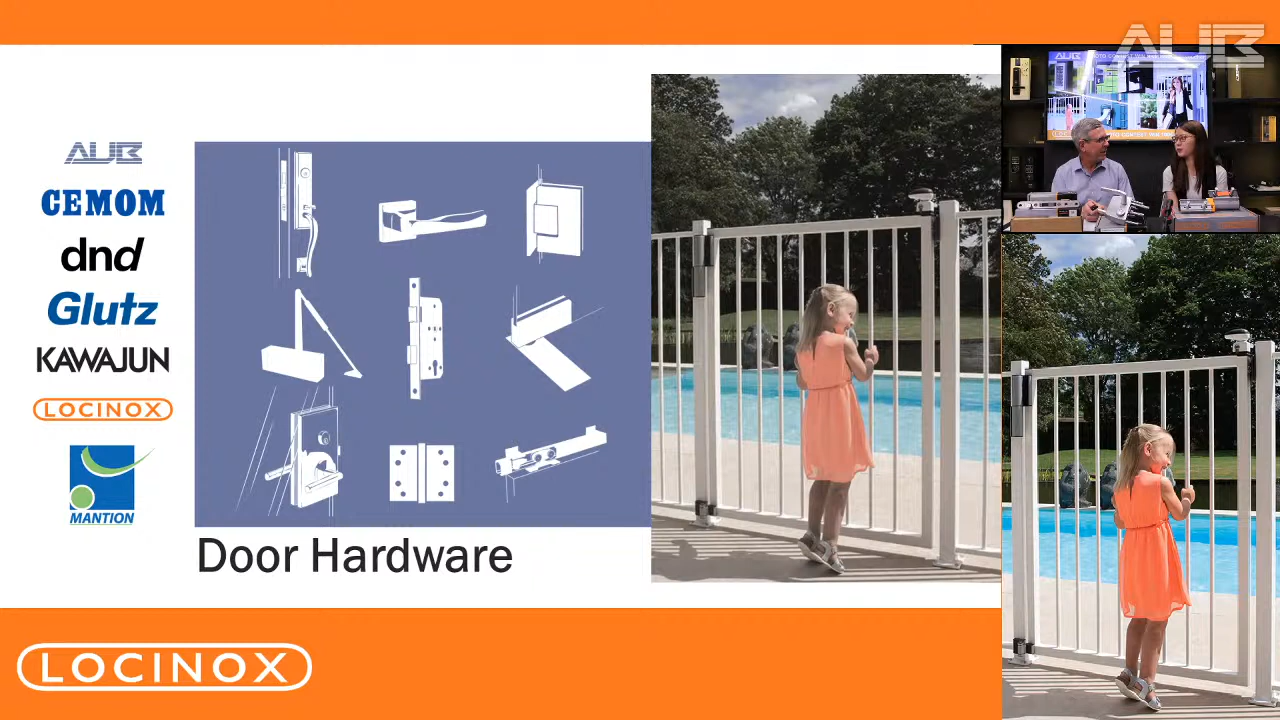 AUB
CEMOM
dnd
Glutz
KAWAJUN
LOCINOX
MANTION
Door Hardware
LOCINOX
AUB